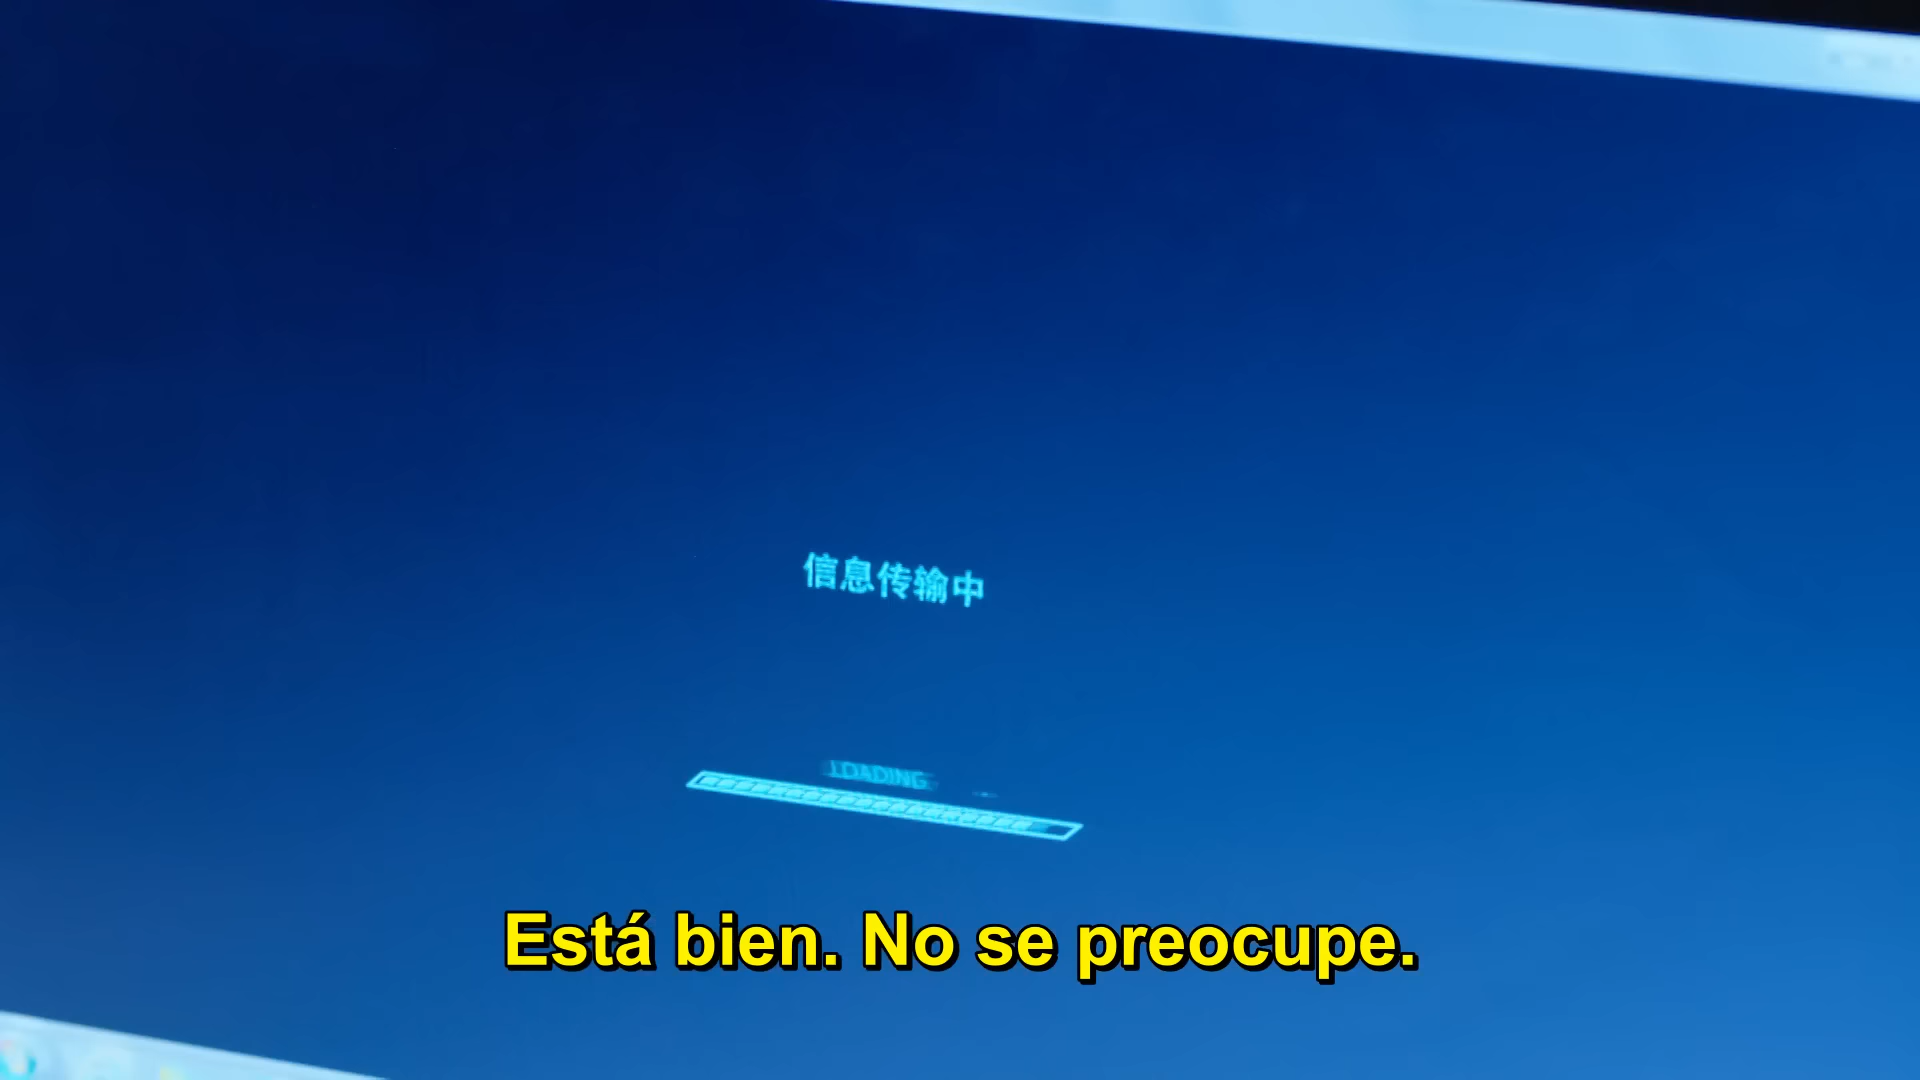 信息传输中
LOADING
Está bien. No se preocupe.